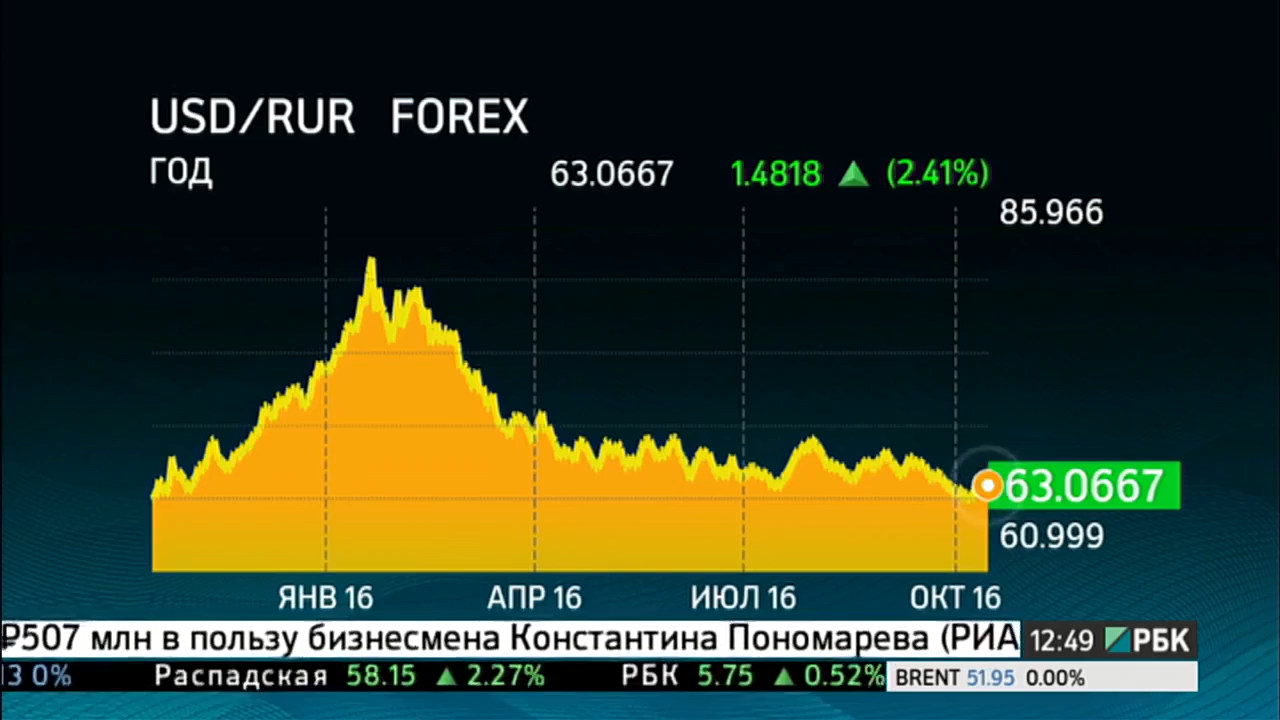 USD/RUR FOREX
ГОД 63.0667 1.4818 ▲ (2.41%)
85.966
63.0667
60.999
ЯНВ 16 АПР 16 ИЮЛ 16 ОКТ 16
₽507 млн в пользу бизнесмена Константина Пономарева (РИА 12:49 РБК
3 0% Распадская 58.15 ▲ 2.27% РБК 5.75 ▲ 0.52% BRENT 51.95 0.00%